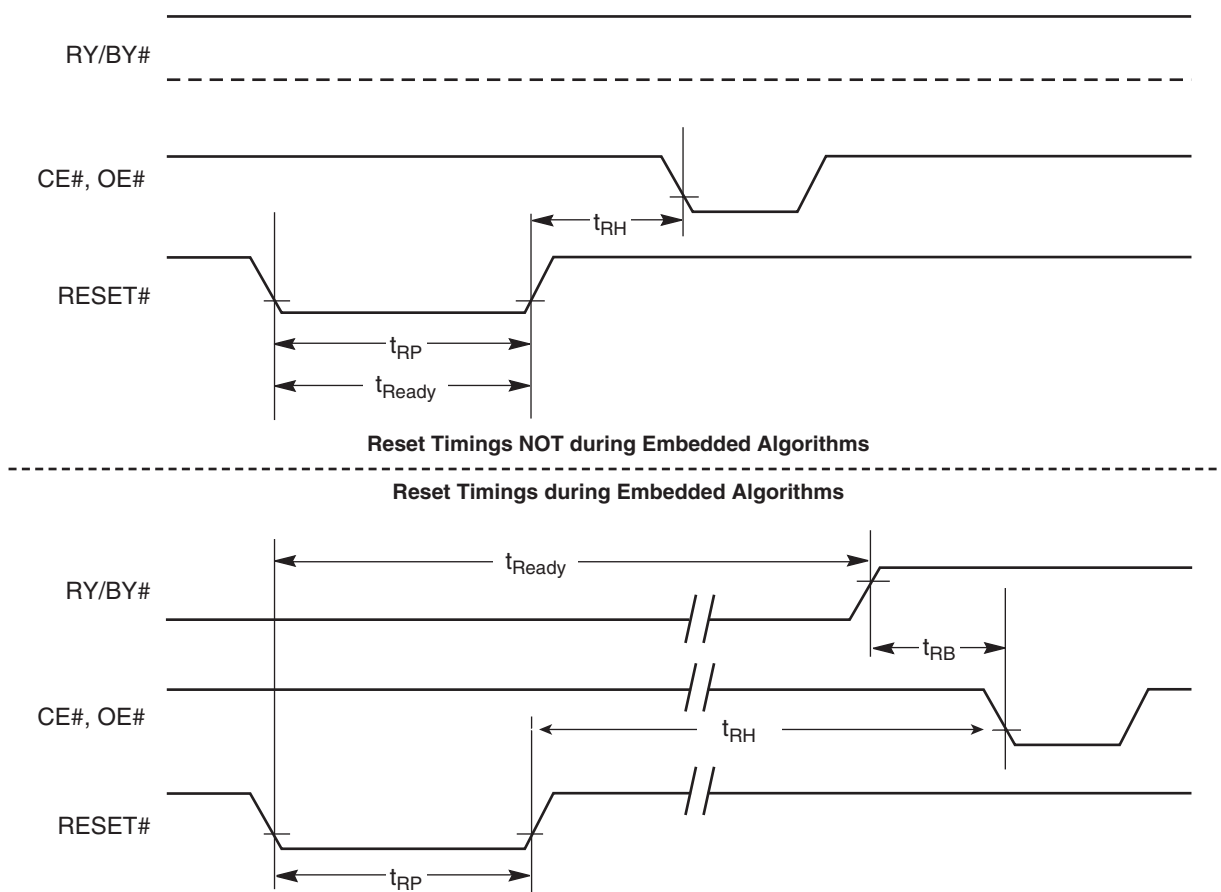 RY/BY#
CE#, OE#
tRH
RESET#
tRP
tReady
Reset Timings NOT during Embedded Algorithms
Reset Timings during Embedded Algorithms
tReady
RY/BY#
tRB
CE#, OE#
tRH
RESET#
tRP